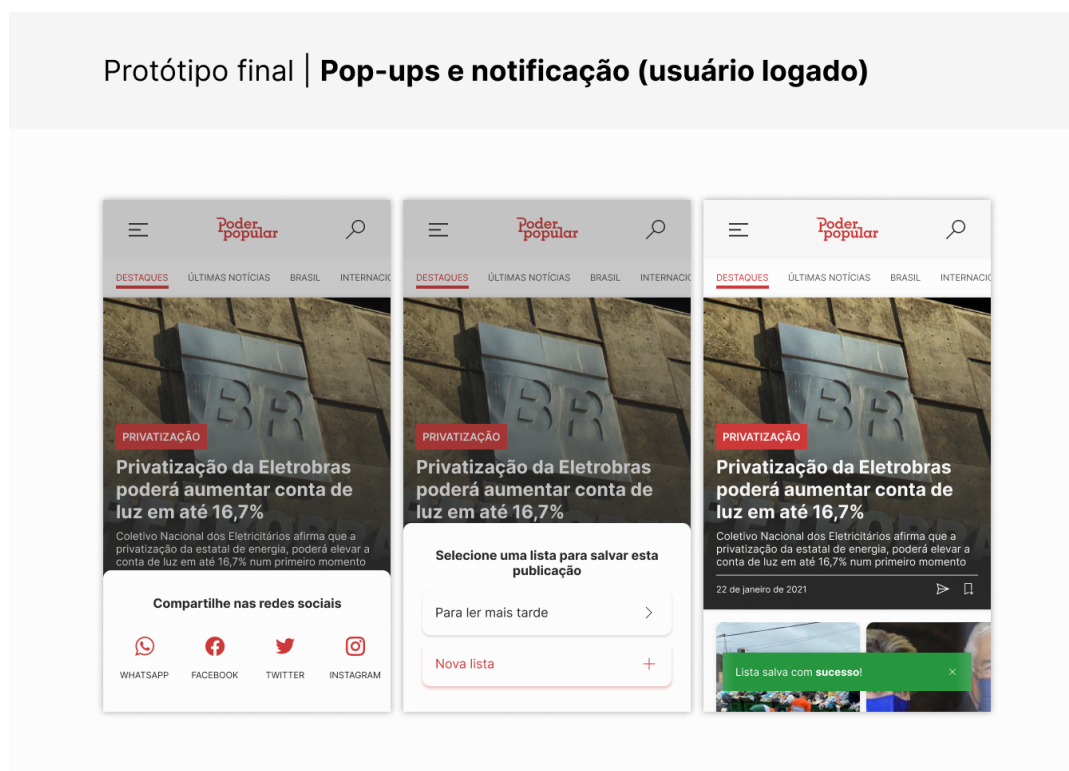 Protótipo final | Pop-ups e notificação (usuário logado)
Poder popular
DESTAQUES ÚLTIMAS NOTÍCIAS BRASIL INTERNACIC
BR
PRIVATIZAÇÃO
Privatização da Eletrobras
poderá aumentar conta de
luz em até 16,7%
Coletivo Nacional dos Eletricitários afirma que a
privatização da estatal de energia, poderá elevar a
conta de luz em até 16,7% num primeiro momento
Compartilhe nas redes sociais
WHATSAPP FACEBOOK TWITTER INSTAGRAM
Poder popular
DESTAQUES ÚLTIMAS NOTÍCIAS BRASIL INTERNACIC
BR
PRIVATIZAÇÃO
Privatização da Eletrobras
poderá aumentar conta de
luz em até 16,7%
Selecione uma lista para salvar esta
publicação
Para ler mais tarde
Nova lista
Poder popular
DESTAQUES ÚLTIMAS NOTÍCIAS BRASIL INTERNACIC
BR
PRIVATIZAÇÃO
Privatização da Eletrobras
poderá aumentar conta de
luz em até 16,7%
Coletivo Nacional dos Eletricitários afirma que a
privatização da estatal de energia, poderá elevar a
conta de luz em até 16,7% num primeiro momento
22 de janeiro de 2021
Lista salva com sucesso!